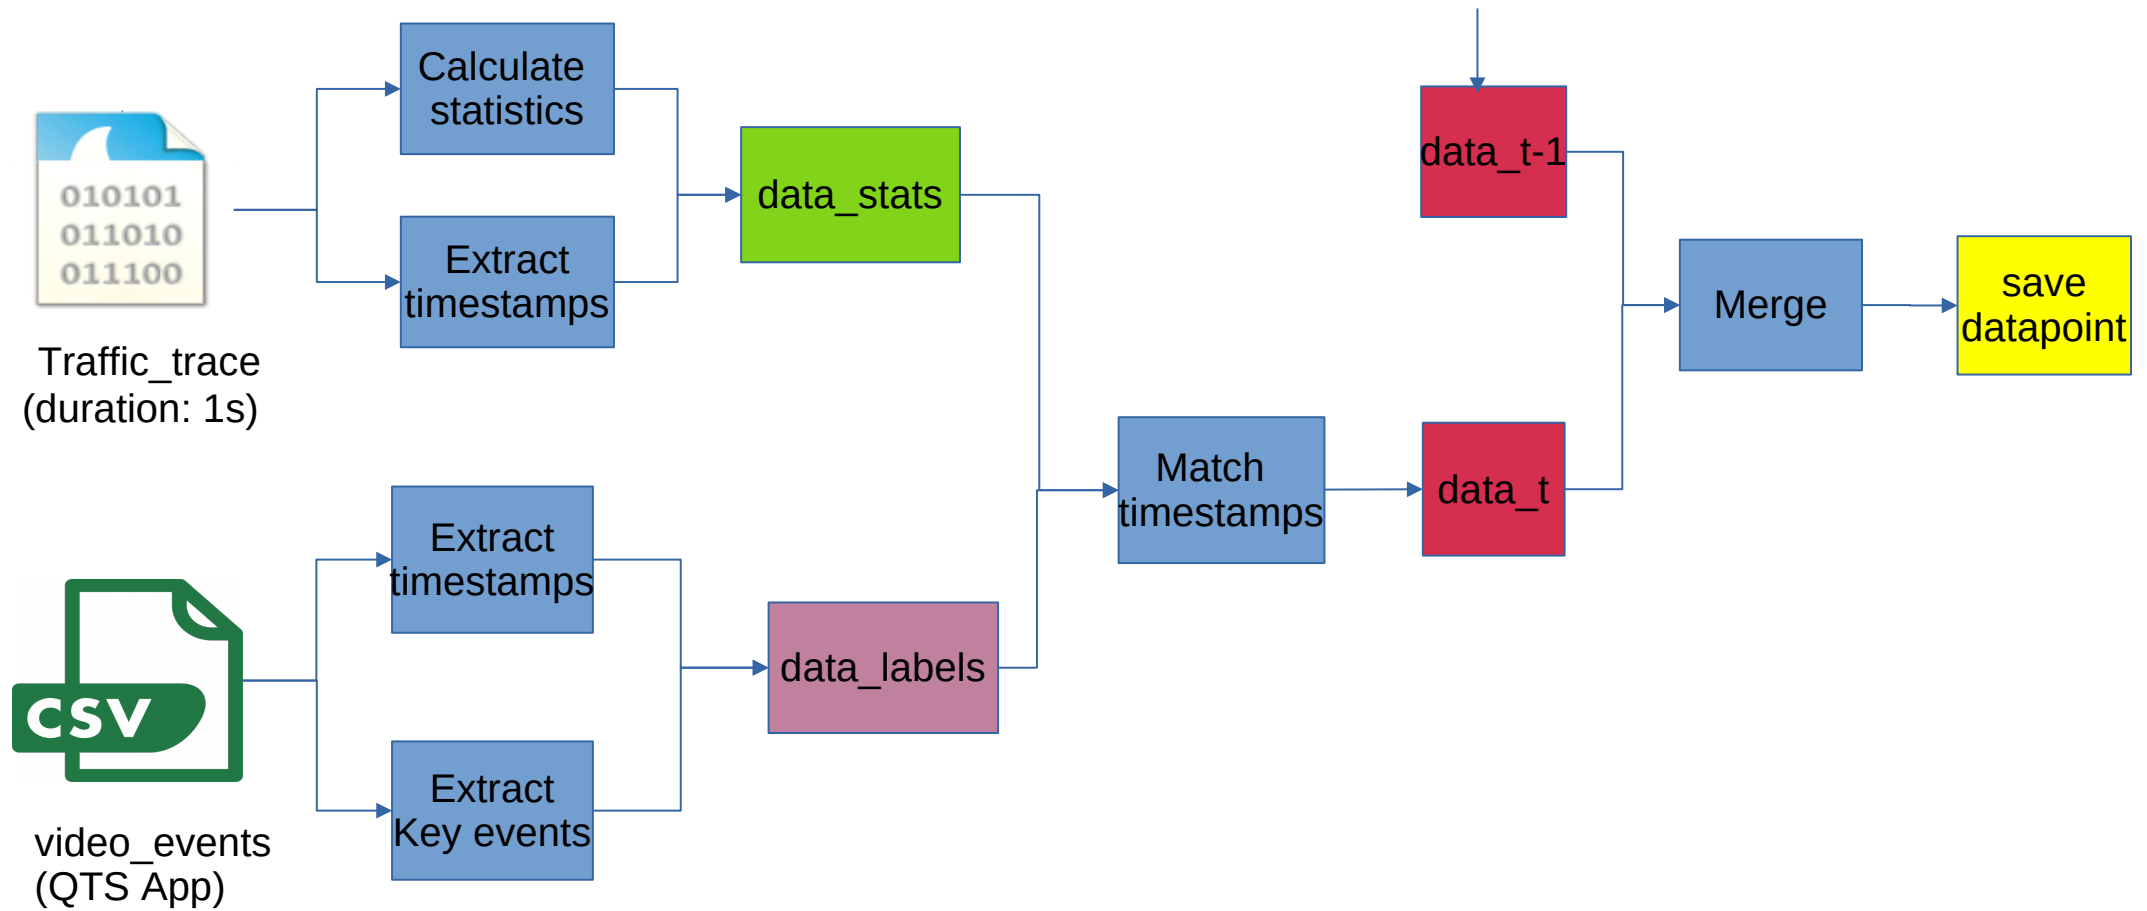 Calculate
statistics
010101
011010
011100
Traffic_trace
(duration: 1s)
Extract
timestamps
data_stats
data_t-1
Merge
save
datapoint
Match
timestamps
data_t
Extract
timestamps
data_labels
CSV
Extract
Key events
video_events
(QTS App)